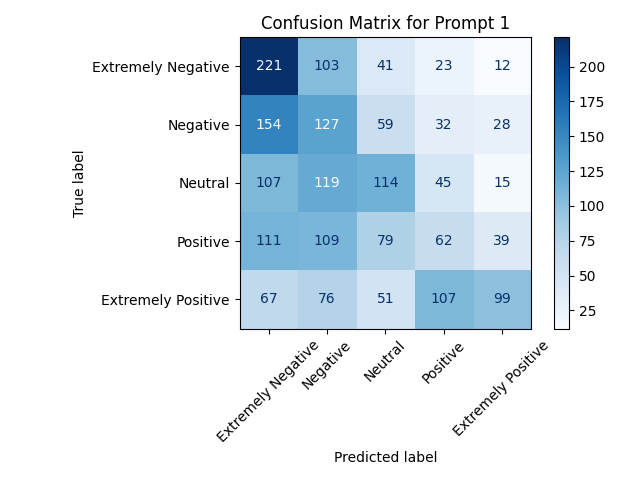 Confusion Matrix for Prompt 1
True label
Extremely Negative 221 103 41 23 12
Negative 154 127 59 32 28
Neutral 107 119 114 45 15
Positive 111 109 79 62 39
Extremely Positive 67 76 51 107 99
Extremely Negative Negative Neutral Positive Extremely Positive
Predicted label
200
175
150
125
100
75
50
25